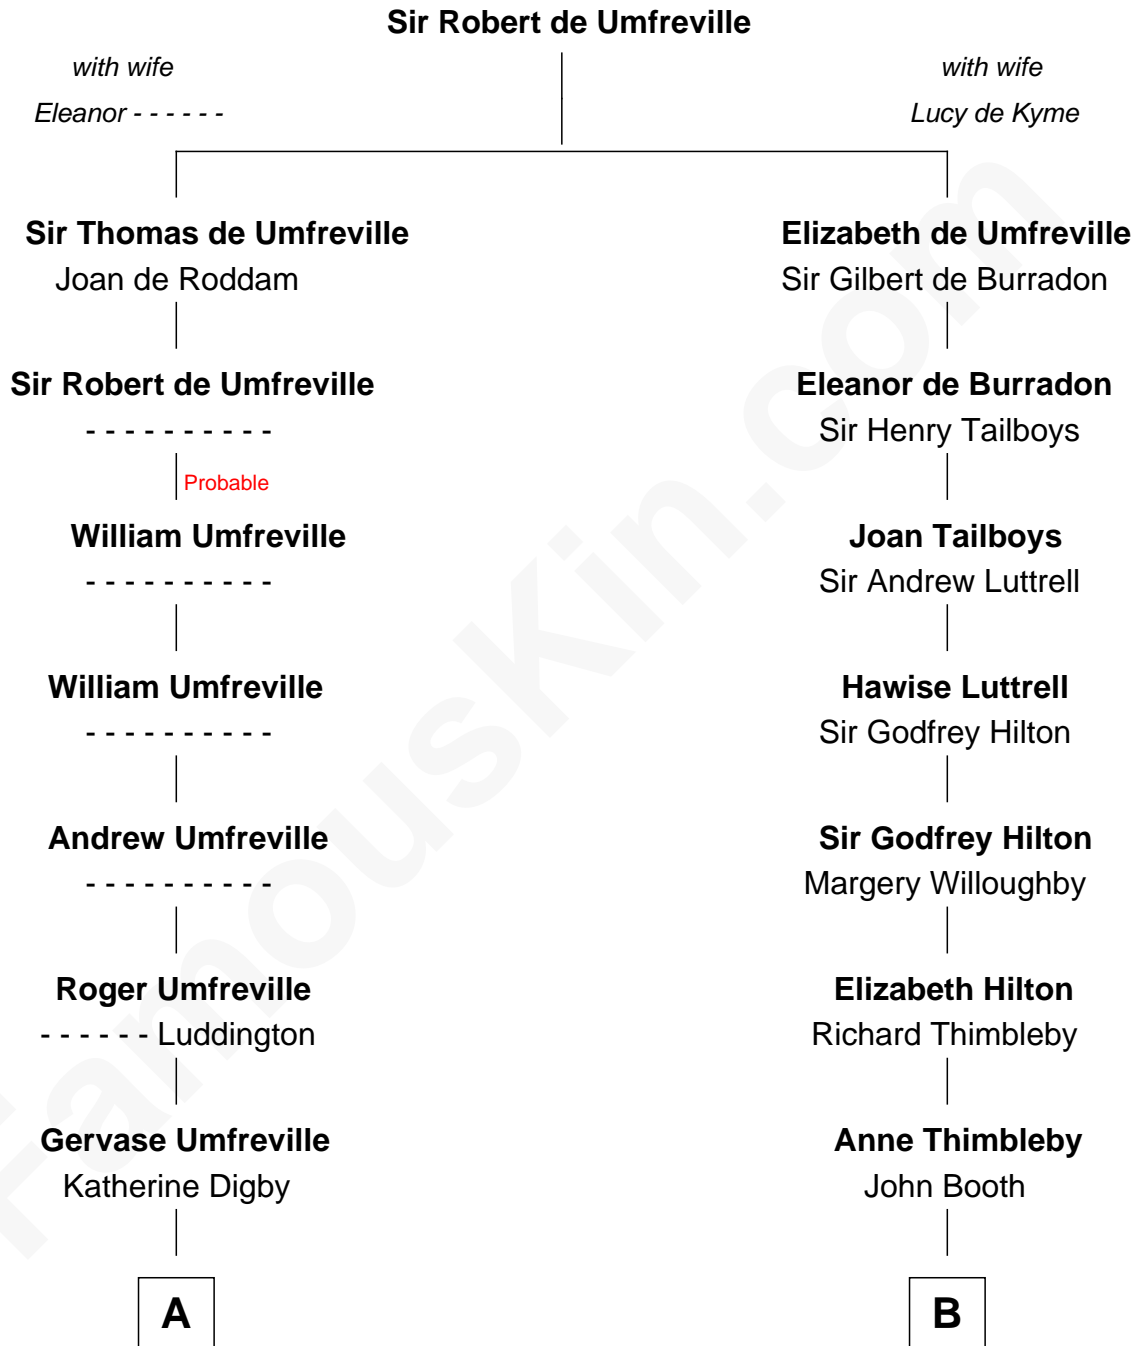 Sir Robert de Umfreville
with wife
Eleanor - - - - - -
with wife
Lucy de Kyme
Sir Thomas de Umfreville
Joan de Roddam
Elizabeth de Umfreville
Sir Gilbert de Burradon
Sir Robert de Umfreville
- - - - - - - - - -
Eleanor de Burradon
Sir Henry Tailboys
Probable
William Umfreville
- - - - - - - - - -
Joan Tailboys
Sir Andrew Luttrell
William Umfreville
- - - - - - - - - -
Hawise Luttrell
Sir Godfrey Hilton
Andrew Umfreville
- - - - - - - - - -
Sir Godfrey Hilton
Margery Willoughby
Roger Umfreville
- - - - - - Luddington
Elizabeth Hilton
Richard Thimbleby
Gervase Umfreville
Katherine Digby
Anne Thimbleby
John Booth
A
B
FamousKin.com